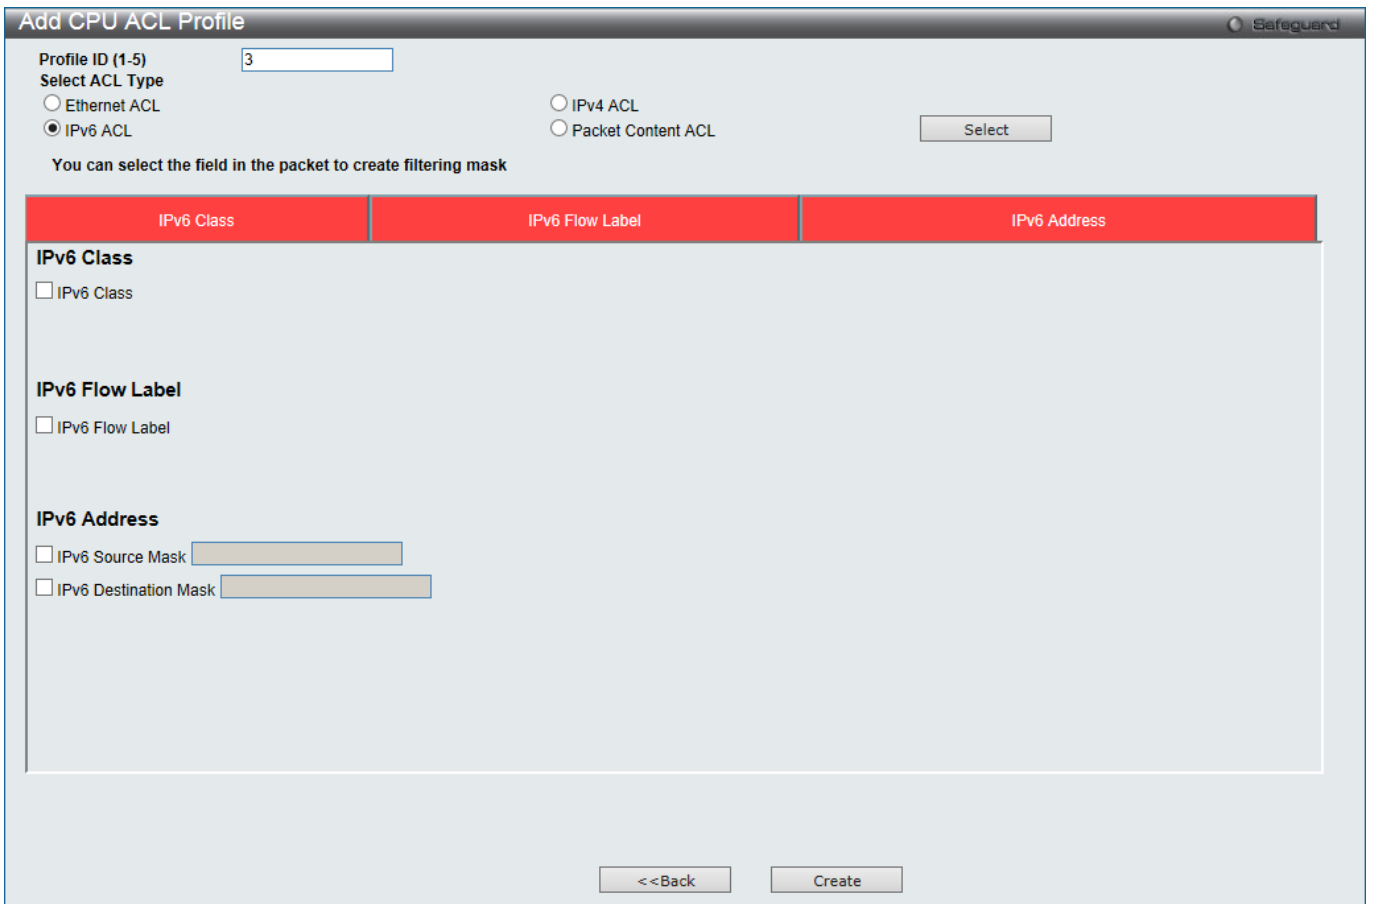 Add CPU ACL Profile Safeguard
Profile ID (1-5) 3
Select ACL Type
Ethernet ACL IPv4 ACL
IPv6 ACL Packet Content ACL Select
You can select the field in the packet to create filtering mask
IPv6 Class IPv6 Flow Label IPv6 Address
IPv6 Class
IPv6 Class
IPv6 Flow Label
IPv6 Flow Label
IPv6 Address
IPv6 Source Mask
IPv6 Destination Mask
<<Back Create